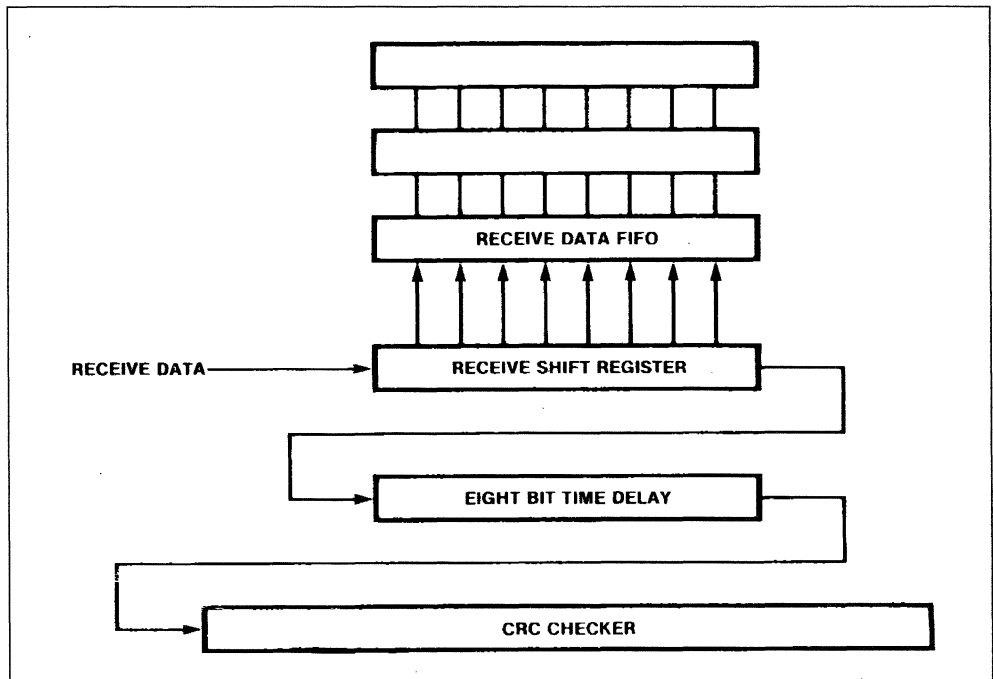 RECEIVE DATA FIFO
RECEIVE DATA
RECEIVE SHIFT REGISTER
EIGHT BIT TIME DELAY
CRC CHECKER